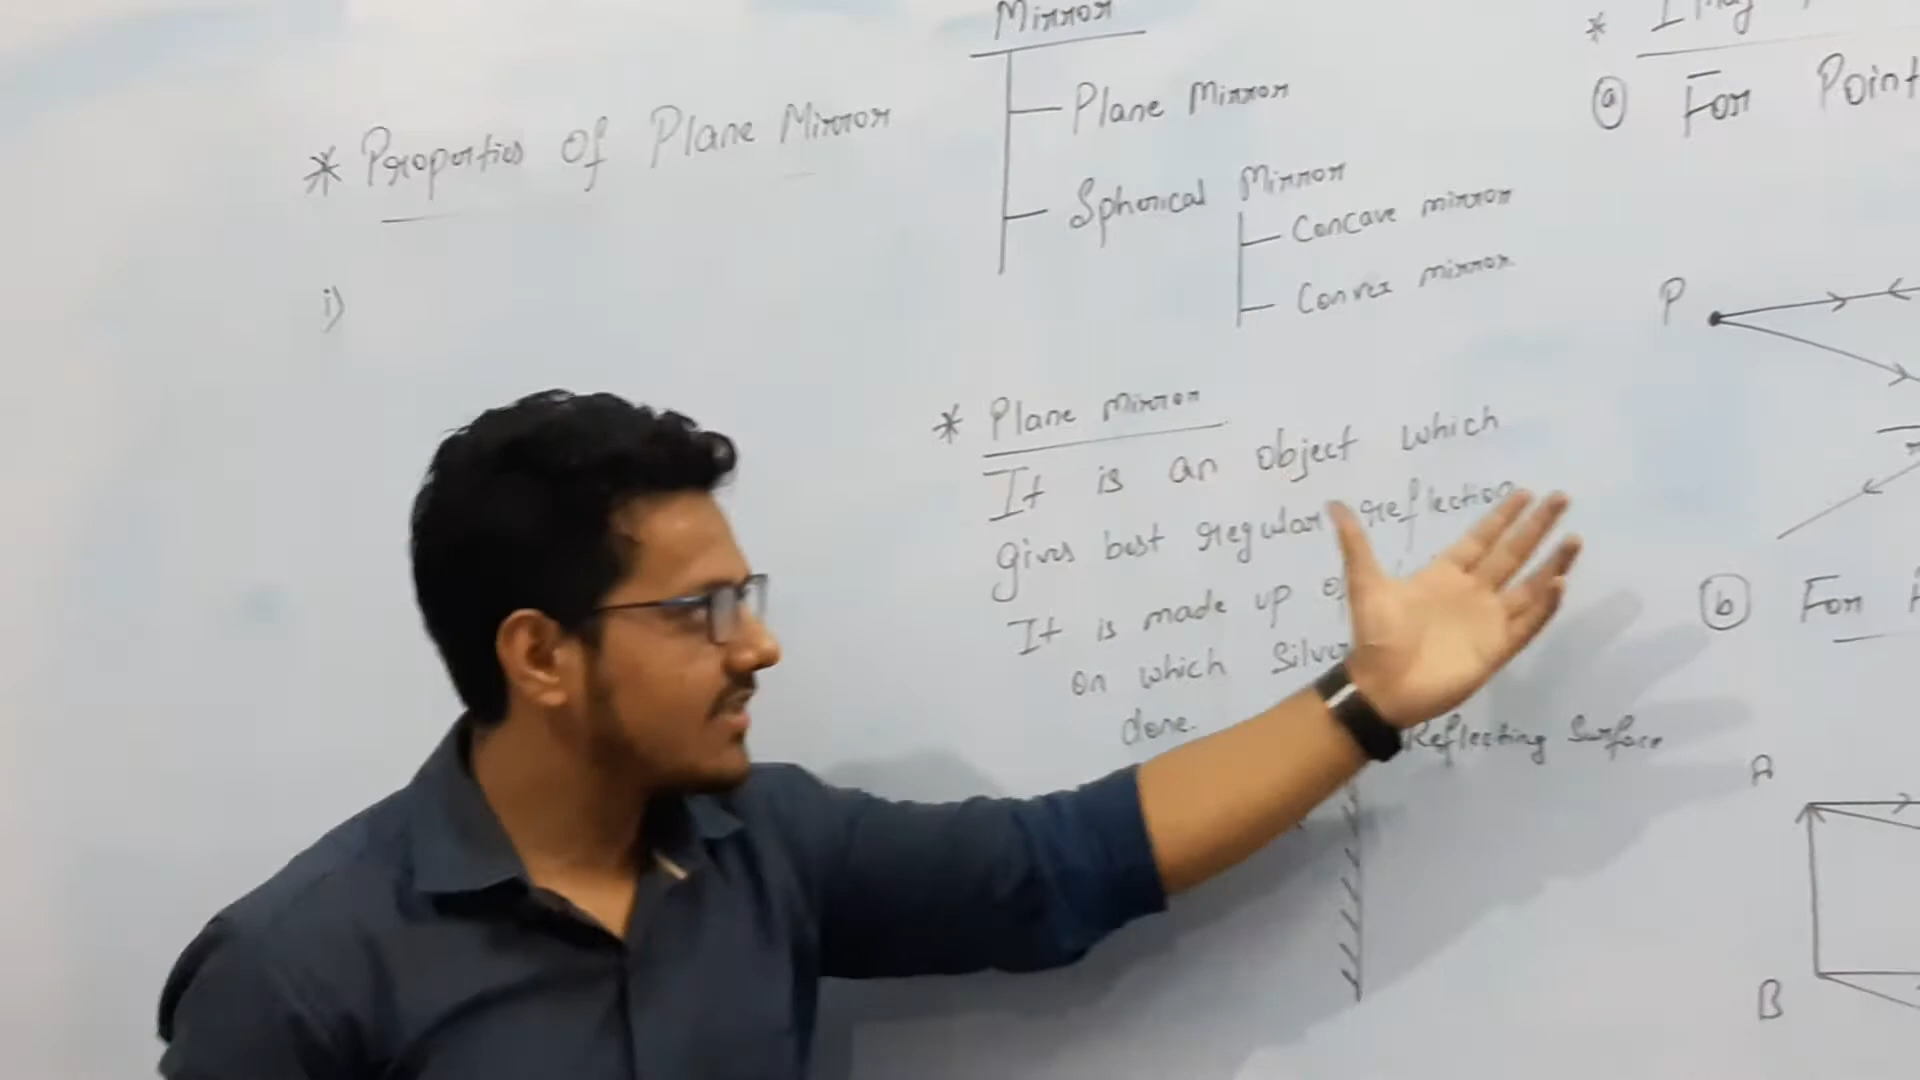 Mirror
* Properties Of Plane Mirror
i)
Plane Mirror
Spherical Mirror
Concave mirror
Convex mirror
* Plane Mirror
It is an object which
gives best regular reflection
It is made up
on which Silver
done.
Reflecting Surface
*
a For Point
P
b For
A
B